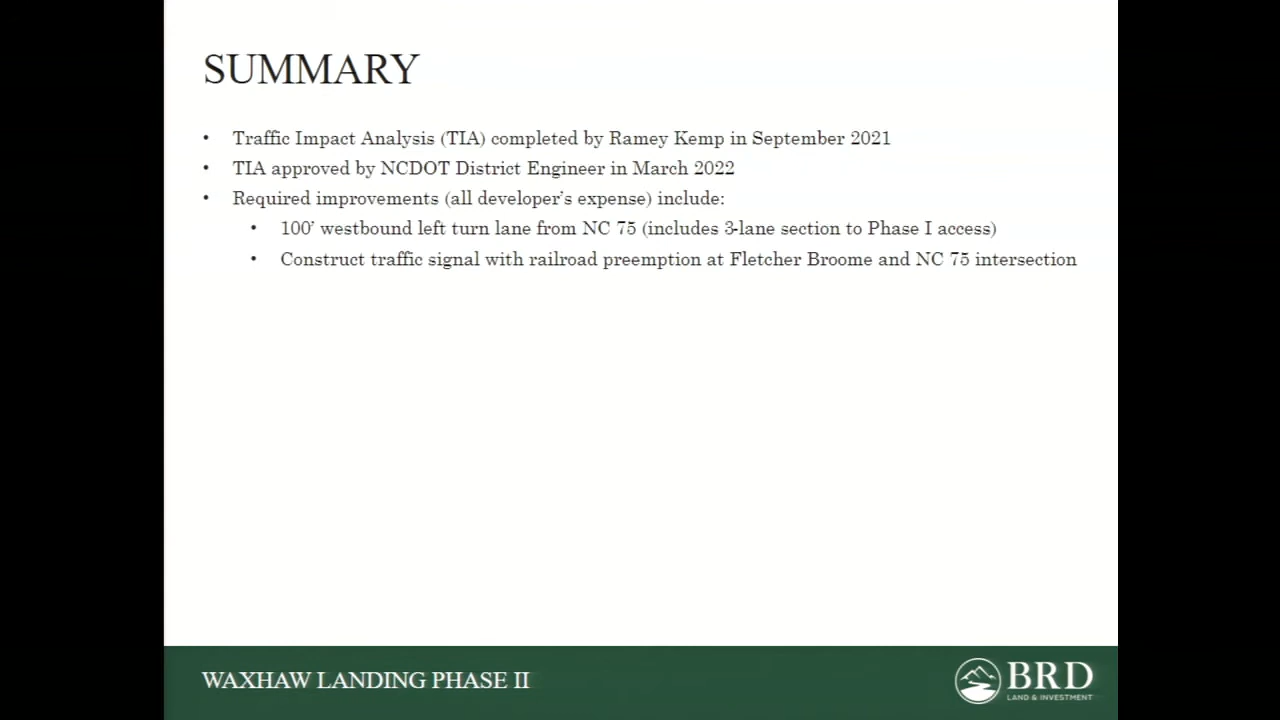 SUMMARY
• Traffic Impact Analysis (TIA) completed by Ramey Kemp in September 2021
• TIA approved by NCDOT District Engineer in March 2022
• Required improvements (all developer's expense) include:
• 100' westbound left turn lane from NC 75 (includes 3-lane section to Phase I access)
• Construct traffic signal with railroad preemption at Fletcher Broome and NC 75 intersection
WAXHAW LANDING PHASE II
BRD
LAND & INVESTMENT